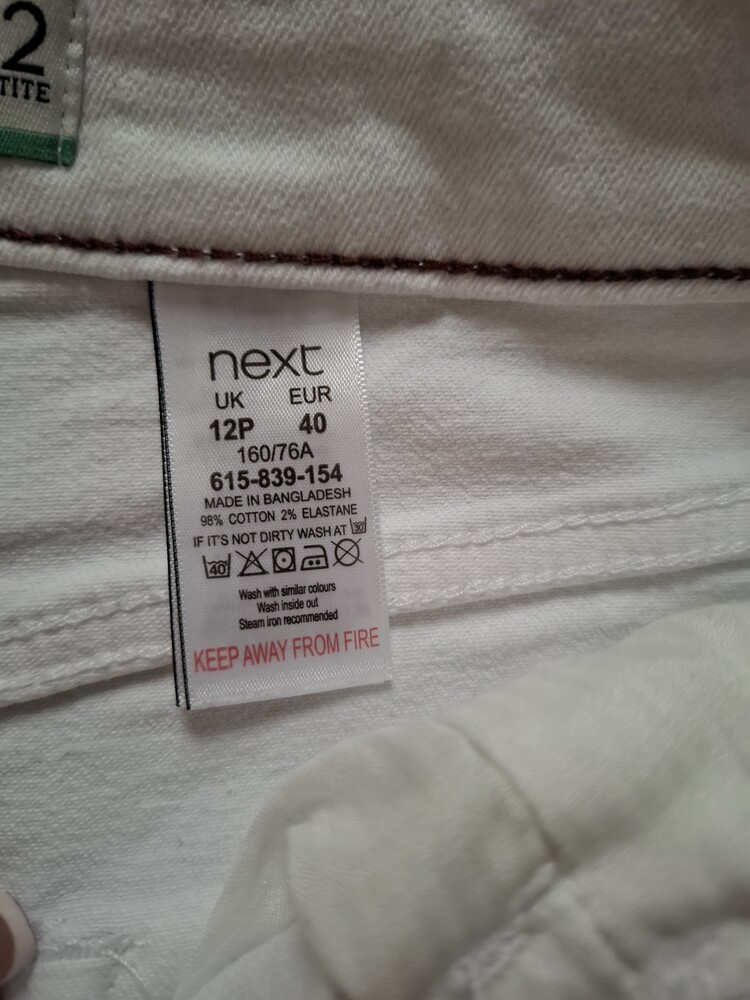 2
TITE
next
UK EUR
12P 40
160/76A
615-839-154
MADE IN BANGLADESH
98% COTTON 2% ELASTANE
IF IT'S NOT DIRTY WASH AT 30
40
Wash with similar colours
Wash inside out
Steam iron recommended
KEEP AWAY FROM FIRE